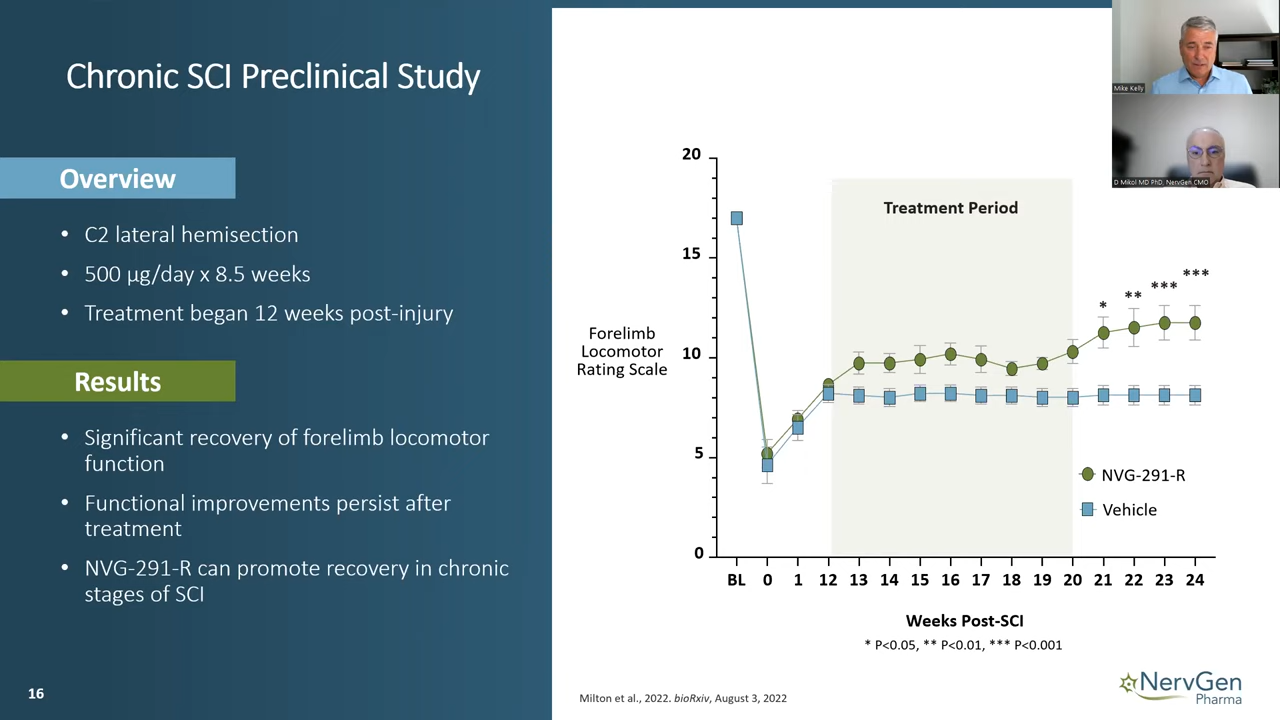 Chronic SCI Preclinical Study
Overview
• C2 lateral hemisection
• 500 µg/day x 8.5 weeks
• Treatment began 12 weeks post-injury
Results
• Significant recovery of forelimb locomotor
function
• Functional improvements persist after
treatment
• NVG-291-R can promote recovery in chronic
stages of SCI
16
Mike Kelly
D Mikol MD PhD, NervGen CMO
20
15
10
5
0
Forelimb
Locomotor
Rating Scale
Treatment Period
* ** *** ***
NVG-291-R
Vehicle
BL 0 1 12 13 14 15 16 17 18 19 20 21 22 23 24
Weeks Post-SCI
* P<0.05, ** P<0.01, *** P<0.001
Milton et al., 2022. bioRxiv, August 3, 2022
NervGen
Pharma